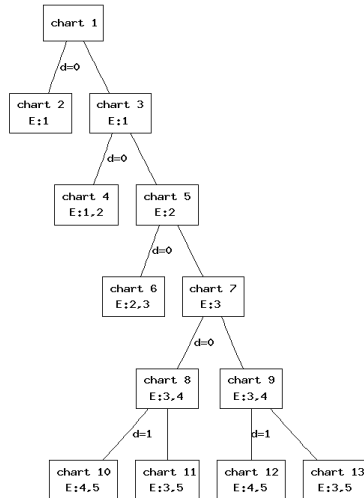 chart 1
d=0
chart 2
E:1
chart 3
E:1
d=0
chart 4
E:1,2
chart 5
E:2
d=0
chart 6
E:2,3
chart 7
E:3
d=0
chart 8
E:3,4
chart 9
E:3,4
d=1
d=1
chart 10
E:4,5
chart 11
E:3,5
chart 12
E:4,5
chart 13
E:3,5